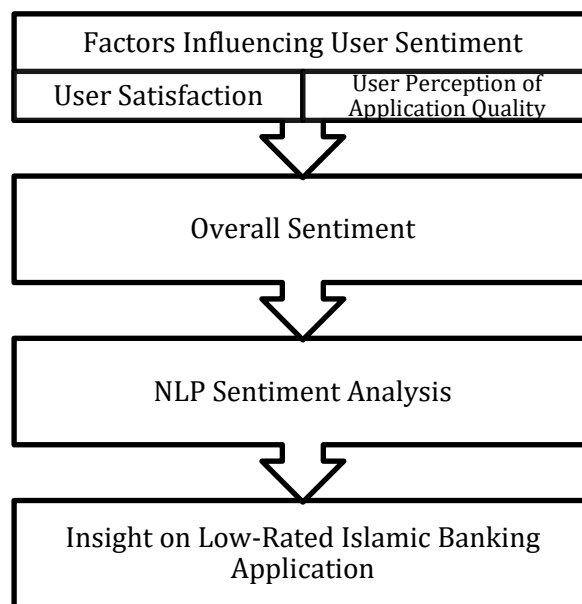 Factors Influencing User Sentiment
User Satisfaction
User Perception of
Application Quality
Overall Sentiment
NLP Sentiment Analysis
Insight on Low-Rated Islamic Banking
Application